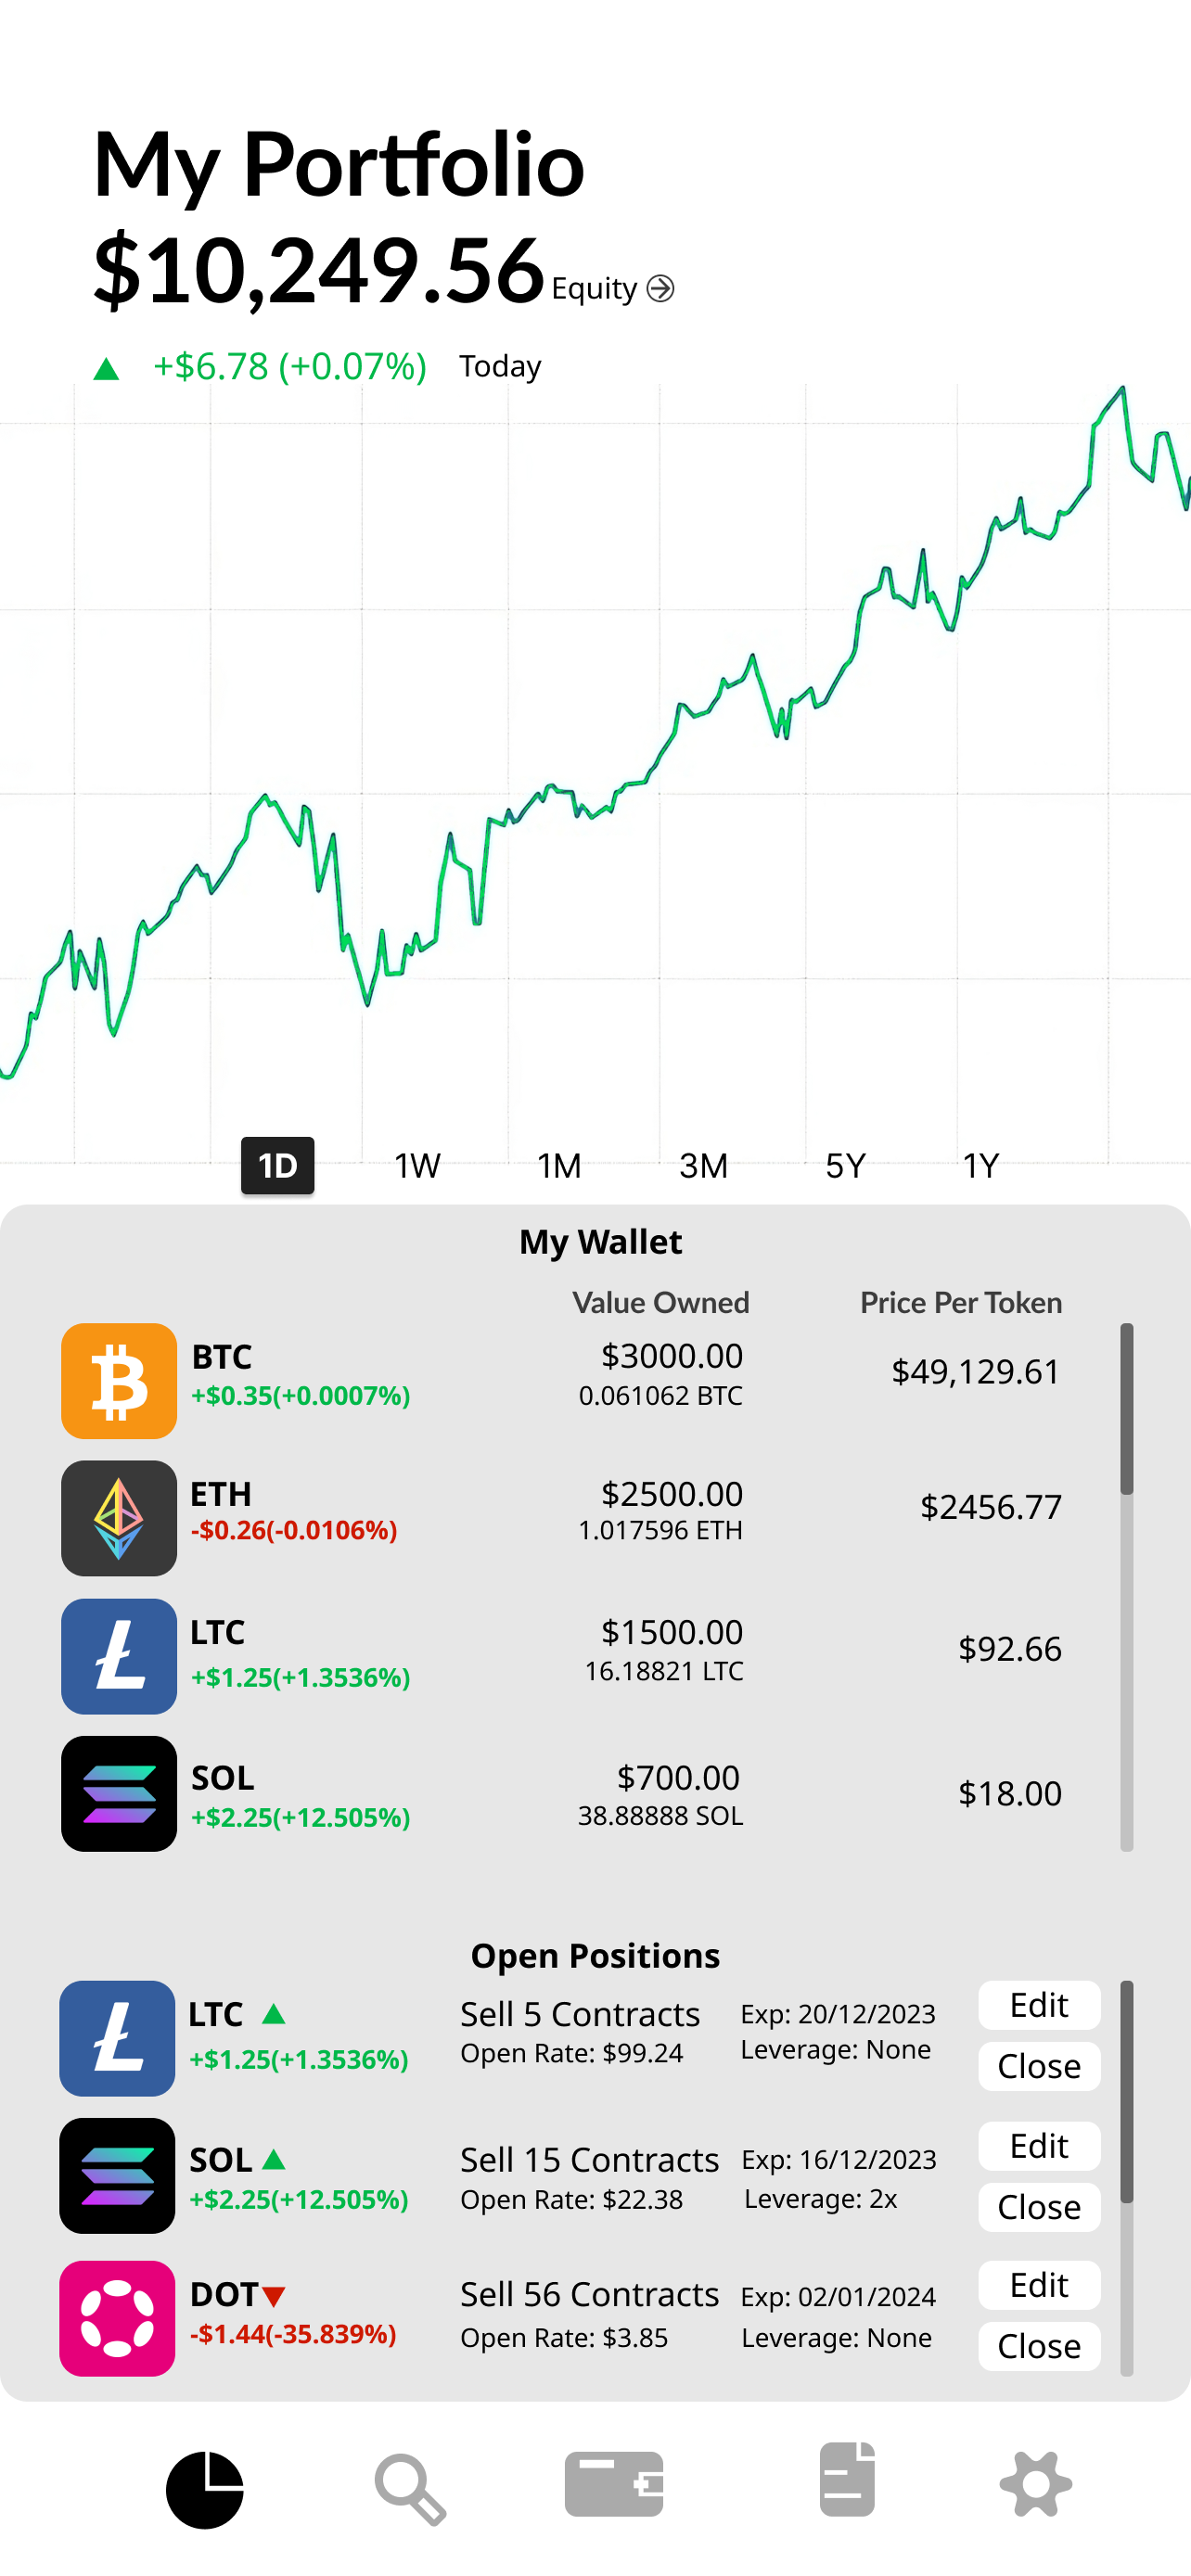 My Portfolio
$10,249.56 Equity
+$6.78 (+0.07%) Today
1D 1W 1M 3M 5Y 1Y
My Wallet
Value Owned Price Per Token
BTC $3000.00 $49,129.61
+$0.35(+0.0007%) 0.061062 BTC
ETH $2500.00 $2456.77
-$0.26(-0.0106%) 1.017596 ETH
LTC $1500.00 $92.66
+$1.25(+1.3536%) 16.18821 LTC
SOL $700.00 $18.00
+$2.25(+12.505%) 38.88888 SOL
Open Positions
LTC Sell 5 Contracts Exp: 20/12/2023 Edit
+$1.25(+1.3536%) Open Rate: $99.24 Leverage: None Close
SOL Sell 15 Contracts Exp: 16/12/2023 Edit
+$2.25(+12.505%) Open Rate: $22.38 Leverage: 2x Close
DOT Sell 56 Contracts Exp: 02/01/2024 Edit
-$1.44(-35.839%) Open Rate: $3.85 Leverage: None Close